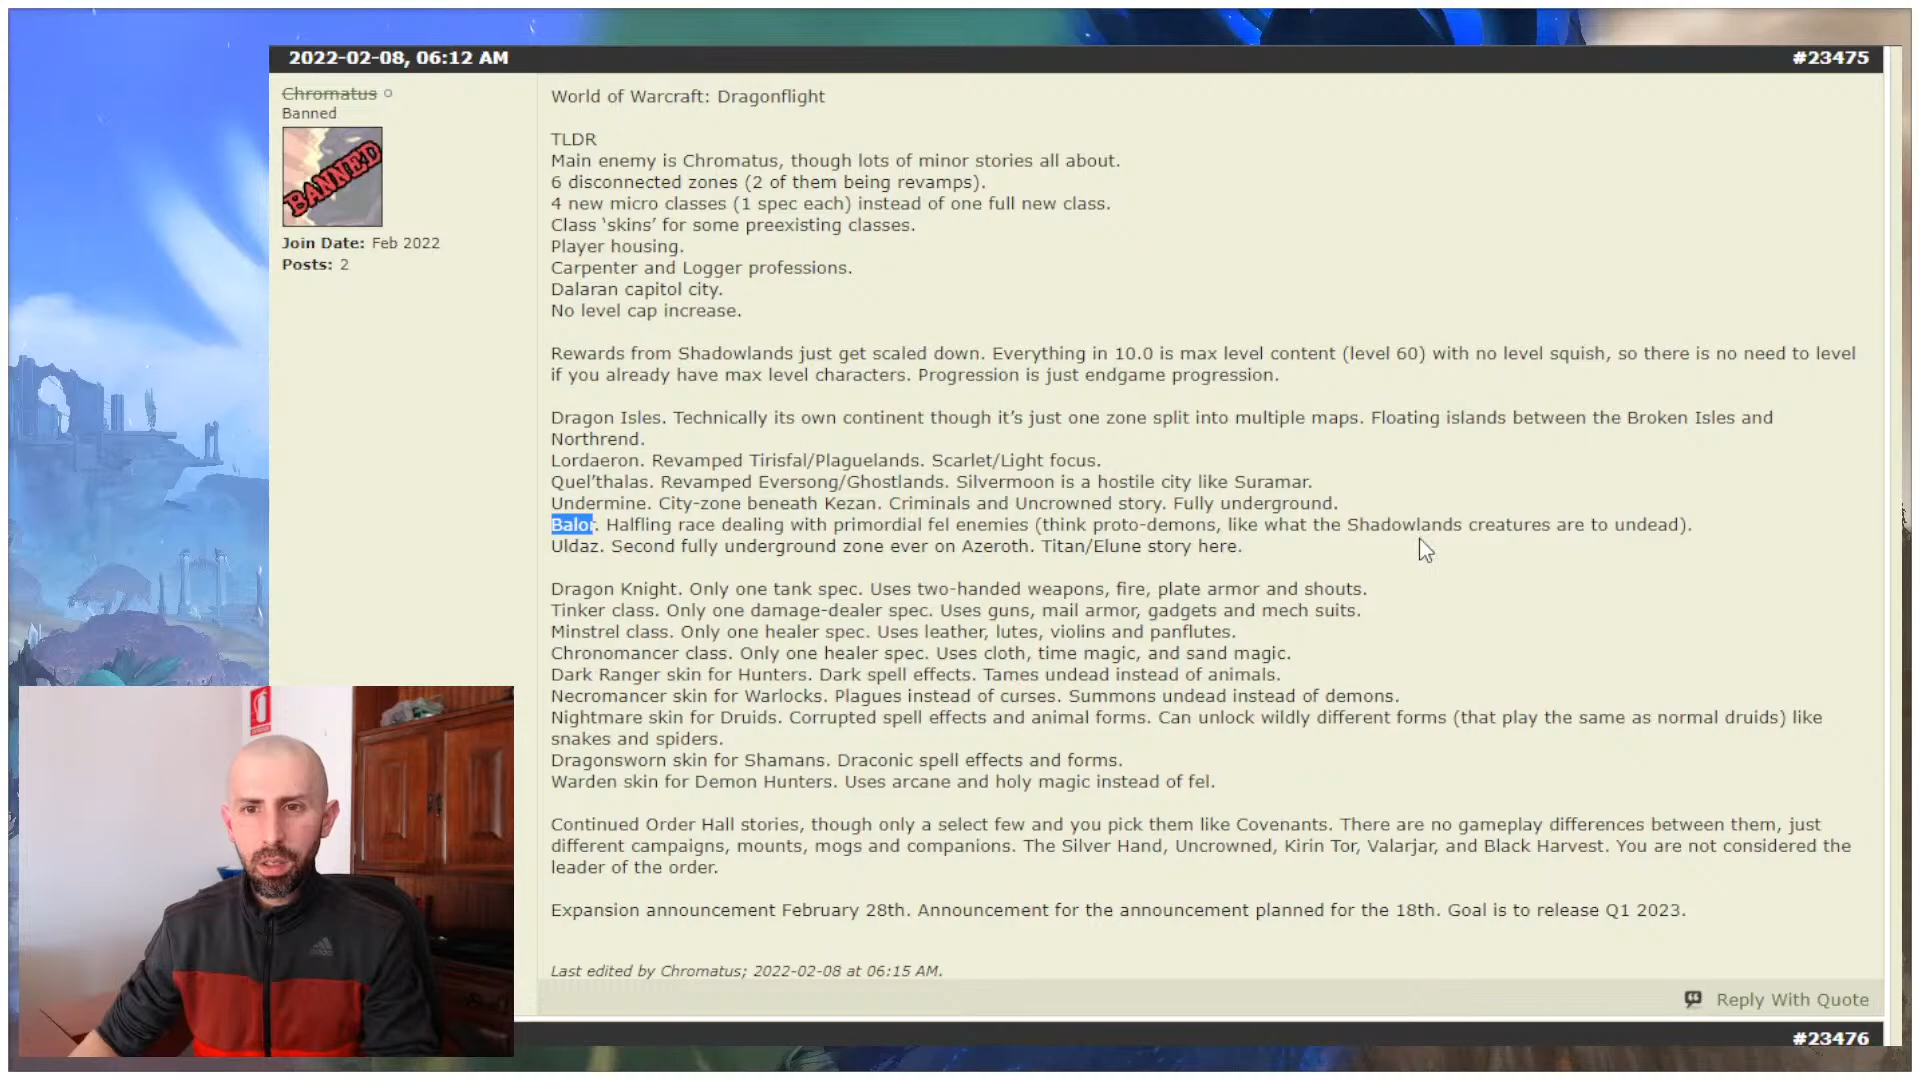 2022-02-08, 06:12 AM
#23475
Chromatus
Banned
BANNED
Join Date: Feb 2022
Posts: 2
World of Warcraft: Dragonflight
TLDR
Main enemy is Chromatus, though lots of minor stories all about.
6 disconnected zones (2 of them being revamps).
4 new micro classes (1 spec each) instead of one full new class.
Class ‘skins’ for some preexisting classes.
Player housing.
Carpenter and Logger professions.
Dalaran capitol city.
No level cap increase.
Rewards from Shadowlands just get scaled down. Everything in 10.0 is max level content (level 60) with no level squish, so there is no need to level
if you already have max level characters. Progression is just endgame progression.
Dragon Isles. Technically its own continent though it’s just one zone split into multiple maps. Floating islands between the Broken Isles and
Northrend.
Lordaeron. Revamped Tirisfal/Plaguelands. Scarlet/Light focus.
Quel’thalas. Revamped Eversong/Ghostlands. Silvermoon is a hostile city like Suramar.
Undermine. City-zone beneath Kezan. Criminals and Uncrowned story. Fully underground.
Balor. Halfling race dealing with primordial fel enemies (think proto-demons, like what the Shadowlands creatures are to undead).
Uldaz. Second fully underground zone ever on Azeroth. Titan/Elune story here.
Dragon Knight. Only one tank spec. Uses two-handed weapons, fire, plate armor and shouts.
Tinker class. Only one damage-dealer spec. Uses guns, mail armor, gadgets and mech suits.
Minstrel class. Only one healer spec. Uses leather, lutes, violins and panflutes.
Chronomancer class. Only one healer spec. Uses cloth, time magic, and sand magic.
Dark Ranger skin for Hunters. Dark spell effects. Tames undead instead of animals.
Necromancer skin for Warlocks. Plagues instead of curses. Summons undead instead of demons.
Nightmare skin for Druids. Corrupted spell effects and animal forms. Can unlock wildly different forms (that play the same as normal druids) like
snakes and spiders.
Dragonsworn skin for Shamans. Draconic spell effects and forms.
Warden skin for Demon Hunters. Uses arcane and holy magic instead of fel.
Continued Order Hall stories, though only a select few and you pick them like Covenants. There are no gameplay differences between them, just
different campaigns, mounts, mogs and companions. The Silver Hand, Uncrowned, Kirin Tor, Valarjar, and Black Harvest. You are not considered the
leader of the order.
Expansion announcement February 28th. Announcement for the announcement planned for the 18th. Goal is to release Q1 2023.
Last edited by Chromatus; 2022-02-08 at 06:15 AM.
Reply With Quote
#23476